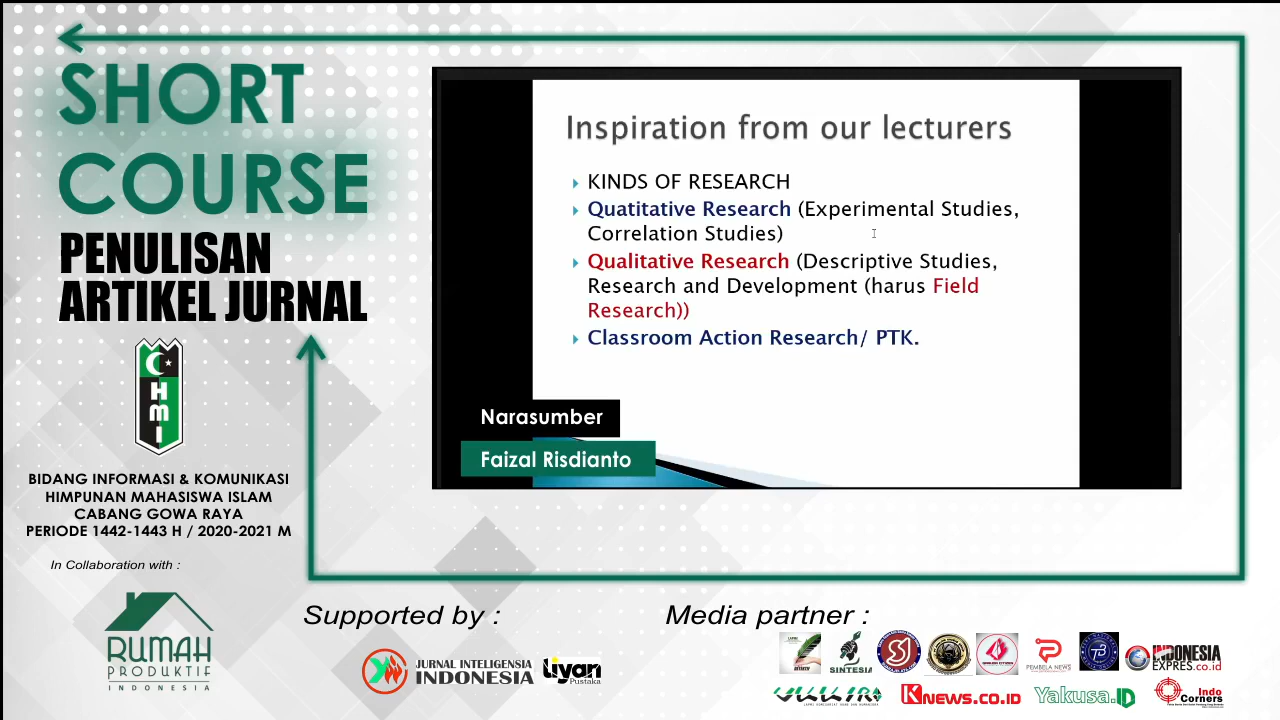 SHORT
COURSE
PENULISAN
ARTIKEL JURNAL
HMI
BIDANG INFORMASI & KOMUNIKASI
HIMPUNAN MAHASISWA ISLAM
CABANG GOWA RAYA
PERIODE 1442-1443 H / 2020-2021 M
In Collaboration with :
RUMAH
PRODUKTIF
INDONESIA
Inspiration from our lecturers
KINDS OF RESEARCH
Quatitative Research (Experimental Studies,
Correlation Studies)
Qualitative Research (Descriptive Studies,
Research and Development (harus Field
Research))
Classroom Action Research/ PTK.
Narasumber
Faizal Risdianto
Supported by :
JURNAL INTELIGENSIA
INDONESIA
Liyan
Pustaka
Media partner :
SINTESIS
PEMBELA NEWS
INDONESIA
EXPRES.co.id
KNEWS.CO.ID
Yakusa.ID
Indo
Corners